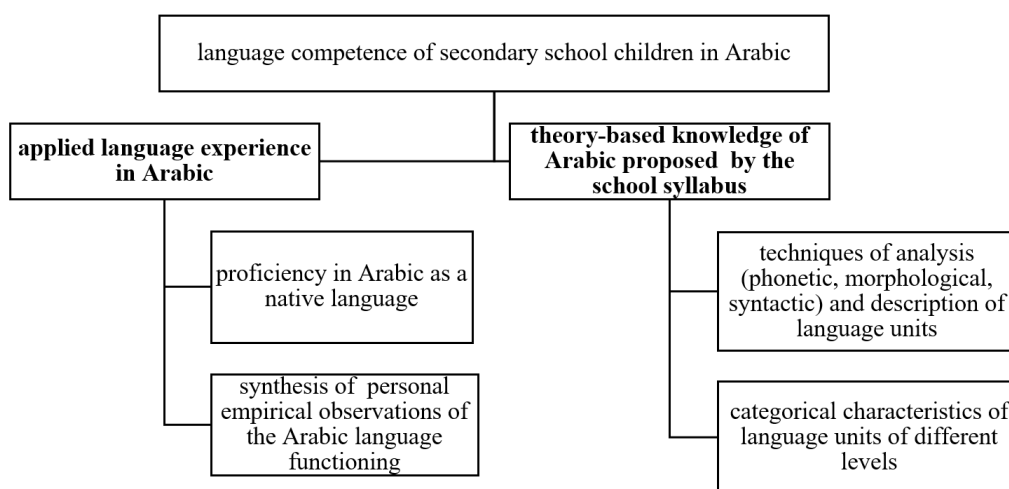 language competence of secondary school children in Arabic
applied language experience
in Arabic
theory-based knowledge of
Arabic proposed by the
school syllabus
proficiency in Arabic as a
native language
synthesis of personal
empirical observations of
the Arabic language
functioning
techniques of analysis
(phonetic, morphological,
syntactic) and description of
language units
categorical characteristics of
language units of different
levels